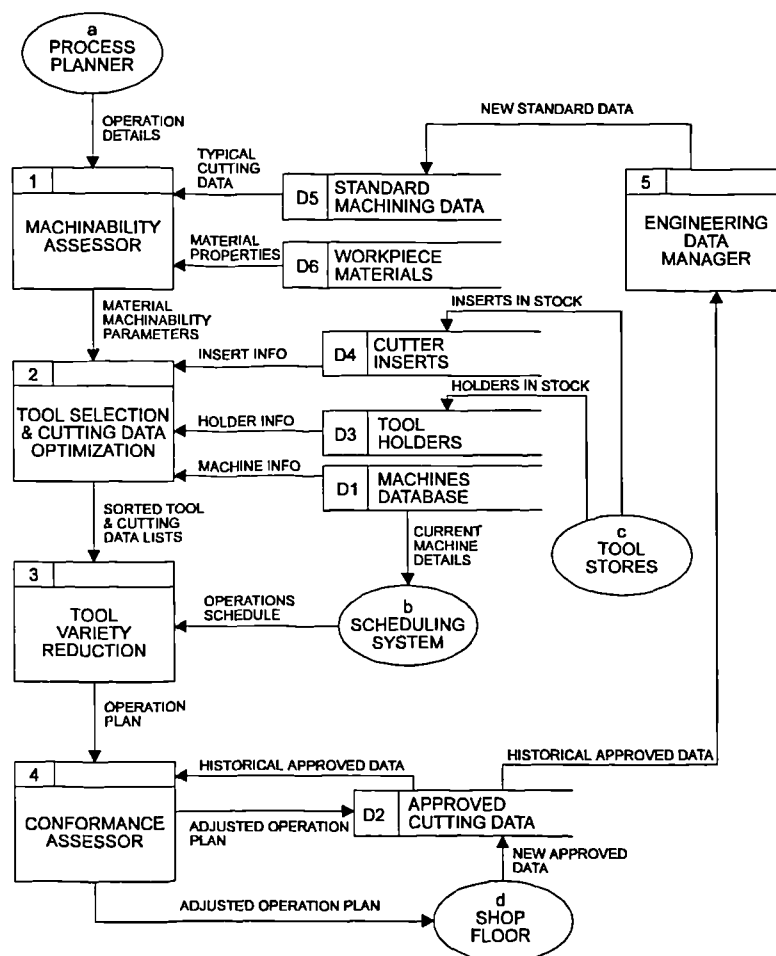 a
PROCESS
PLANNER
OPERATION
DETAILS
NEW STANDARD DATA
TYPICAL
CUTTING
DATA
1
MACHINABILITY
ASSESSOR
D5
STANDARD
MACHINING DATA
5
ENGINEERING
DATA
MANAGER
MATERIAL
PROPERTIES
D6
WORKPIECE
MATERIALS
MATERIAL
MACHINABILITY
PARAMETERS
INSERTS IN STOCK
INSERT INFO
D4
CUTTER
INSERTS
2
TOOL SELECTION
& CUTTING DATA
OPTIMIZATION
HOLDERS IN STOCK
HOLDER INFO
D3
TOOL
HOLDERS
MACHINE INFO
D1
MACHINES
DATABASE
SORTED TOOL
& CUTTING
DATA LISTS
CURRENT
MACHINE
DETAILS
c
TOOL
STORES
3
TOOL
VARIETY
REDUCTION
OPERATIONS
SCHEDULE
b
SCHEDULING
SYSTEM
OPERATION
PLAN
HISTORICAL APPROVED DATA
HISTORICAL APPROVED DATA
4
CONFORMANCE
ASSESSOR
ADJUSTED OPERATION
PLAN
D2
APPROVED
CUTTING DATA
NEW APPROVED
DATA
ADJUSTED OPERATION PLAN
d
SHOP
FLOOR